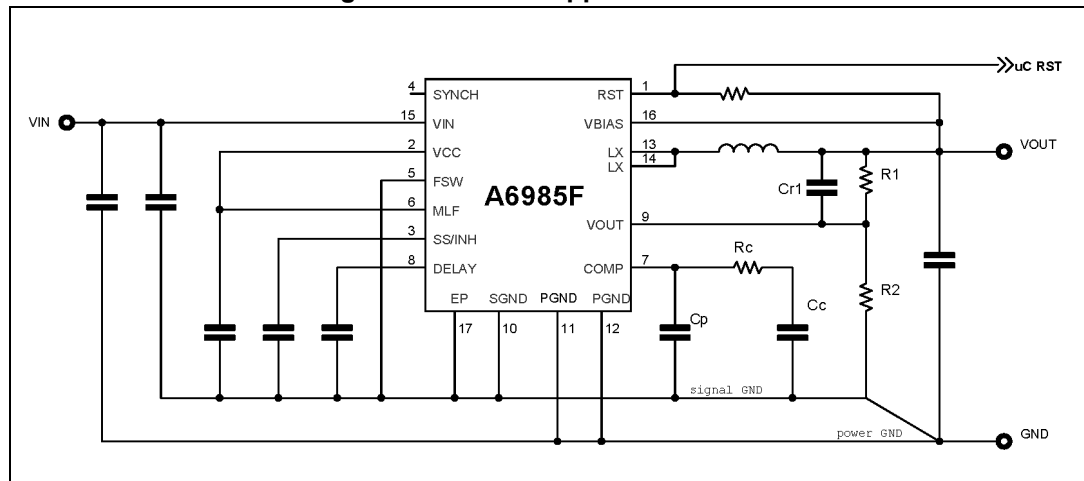 uC RST
4 SYNCH RST 1
VIN 15 VIN VBIAS 16
2 VCC LX 13 VOUT
LX 14
5 FSW R1
A6985F
6 MLF Cr1
VOUT 9
3 SS/INH
Rc
8 DELAY COMP 7
R2
EP SGND PGND PGND
Cc
17 10 11 12 Cp
signal GND
power GND GND